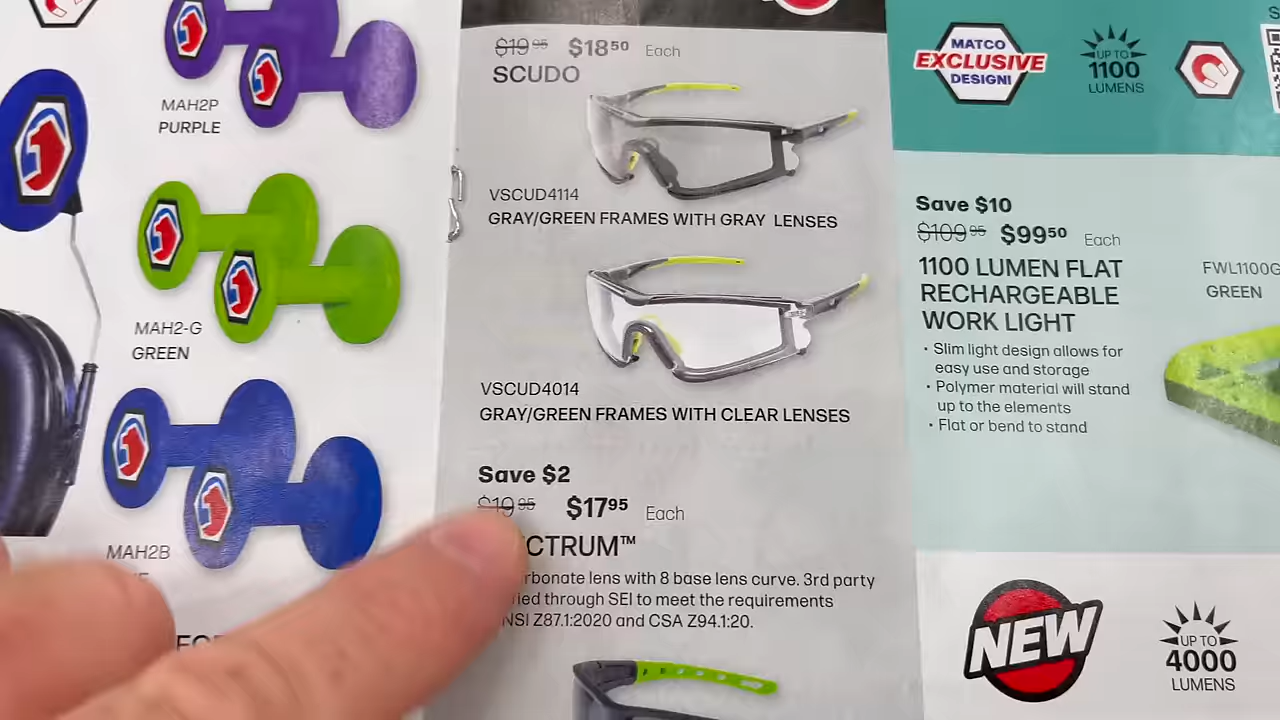 MAH2P
PURPLE
MAH2-G
GREEN
MAH2B
$19.95 $18.50 Each
SCUDO
VSCUD4114
GRAY/GREEN FRAMES WITH GRAY LENSES
VSCUD4014
GRAY/GREEN FRAMES WITH CLEAR LENSES
Save $2
$19.95 $17.95 Each
CTRUM™
rbonate lens with 8 base lens curve. 3rd party
ied through SEI to meet the requirements
NSI Z87.1:2020 and CSA Z94.1:20.
MATCO
EXCLUSIVE
DESIGN!
UP TO
1100
LUMENS
Save $10
$109.95 $99.50 Each
1100 LUMEN FLAT
RECHARGEABLE
WORK LIGHT
• Slim light design allows for
easy use and storage
• Polymer material will stand
up to the elements
• Flat or bend to stand
FWL1100G
GREEN
NEW
UP TO
4000
LUMENS